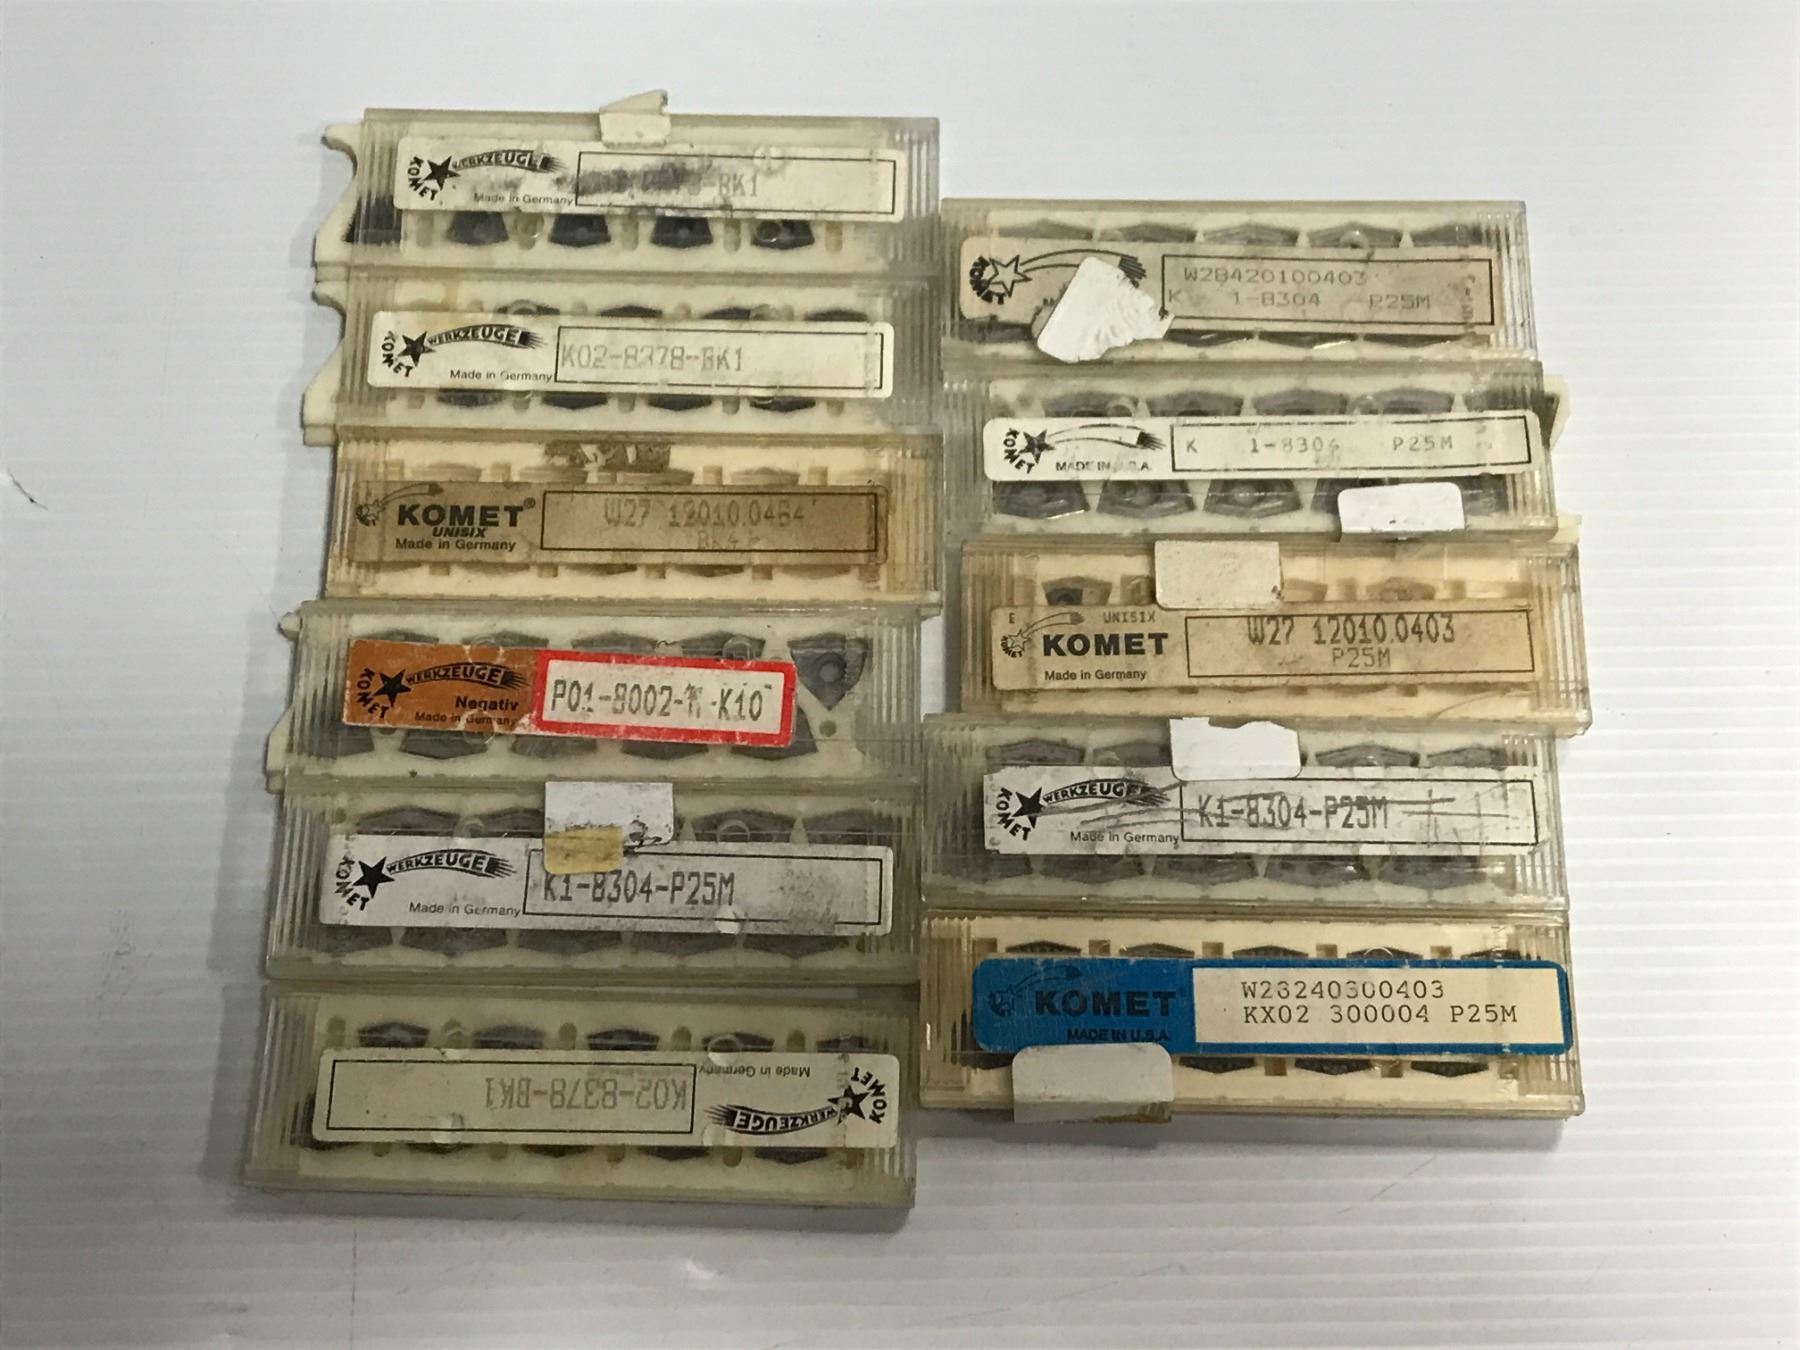 KOMET WERKZEUGE
Made in Germany
-BK1
KOMET WERKZEUGE
Made in Germany
K02-8378-BK1
KOMET®
UNISIX
Made in Germany
W27 12010.0484
BK4
KOMET WERKZEUGE
Negativ
Made in Germany
P01-8002- -K10
KOMET WERKZEUGE
Made in Germany
K1-8304-P25M
KOMET WERKZEUGE
Made in Germany
K02-8378-BK1
KOMET
W28420100403
K 1-8304 P25M
KOMET
MADE IN U.S.A.
K 1-8304 P25M
E UNISIX
KOMET
KOMET
Made in Germany
W27 12010.0403
P25M
KOMET WERKZEUGE
Made in Germany
K1-8304-P25M
KOMET
MADE IN U.S.A.
W28240300403
KX02 300004 P25M